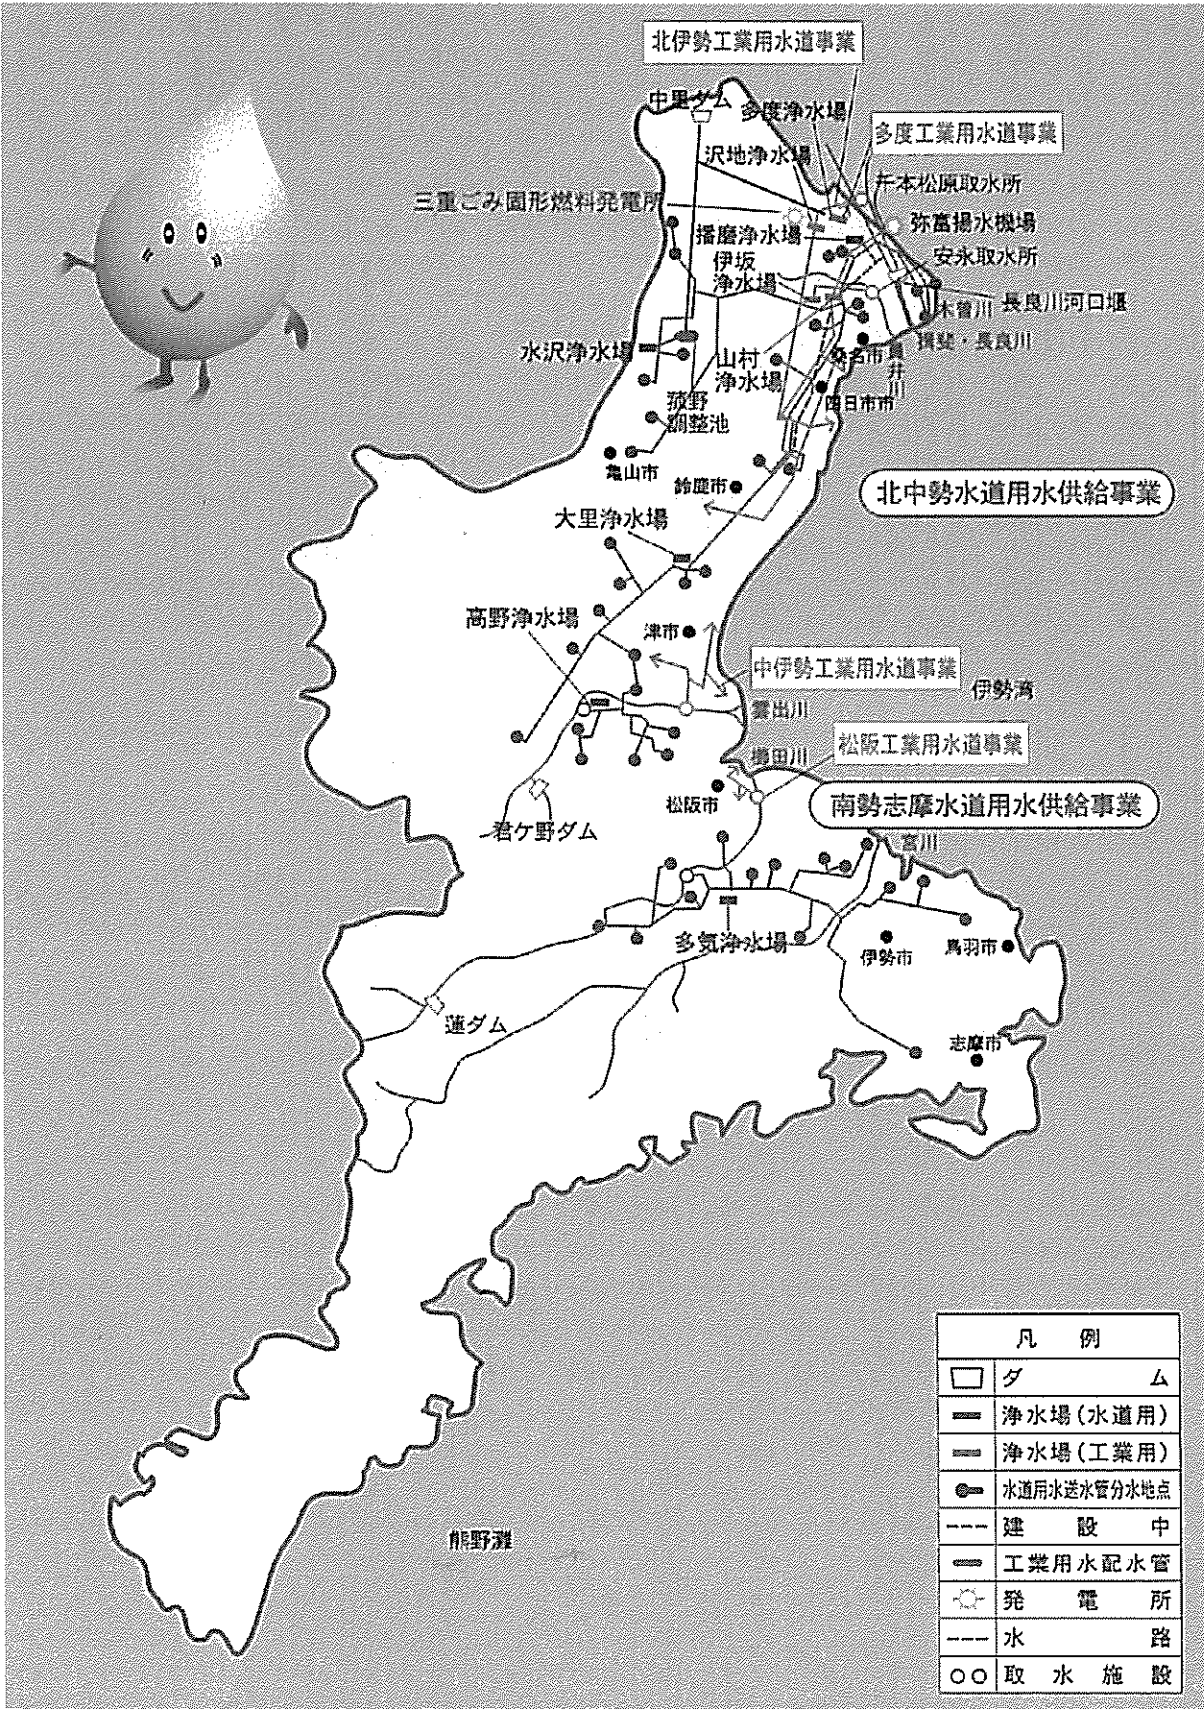 北伊勢工業用水道事業
中里ダム
多度浄水場
多度工業用水道事業
沢地浄水場
三重ごみ固形燃料発電所
千本松原取水所
播磨浄水場
弥富揚水機場
伊坂
浄水場
安永取水所
木曽川
長良川河口堰
揖斐・長良川
水沢浄水場
山村
浄水場
桑名市
員弁川
菰野
調整池
四日市市
亀山市
鈴鹿市
北中勢水道用水供給事業
大里浄水場
高野浄水場
津市
中伊勢工業用水道事業
伊勢湾
雲出川
櫛田川
松阪工業用水道事業
松阪市
南勢志摩水道用水供給事業
君ケ野ダム
宮川
多気浄水場
伊勢市
鳥羽市
蓮ダム
志摩市
熊野灘
凡例
ダム
浄水場(水道用)
浄水場(工業用)
水道用水送水管分水地点
建設中
工業用水配水管
発電所
水路
取水施設